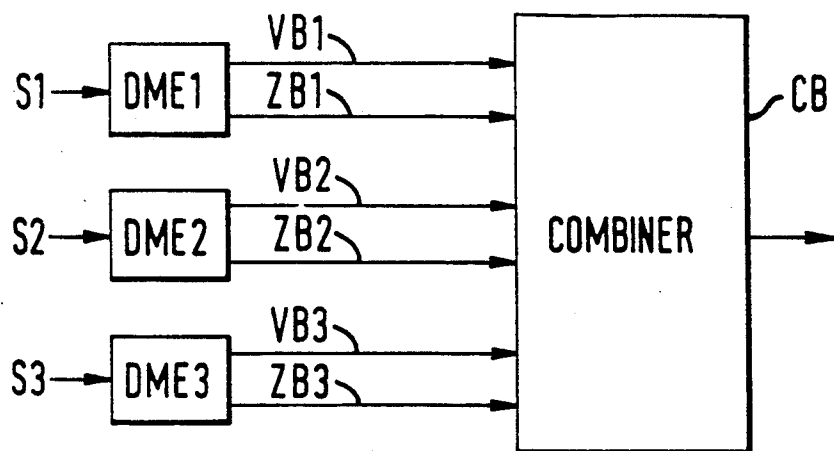 VB1
S1 DME1 ZB1 CB
VB2
S2 DME2 ZB2 COMBINER
VB3
S3 DME3 ZB3